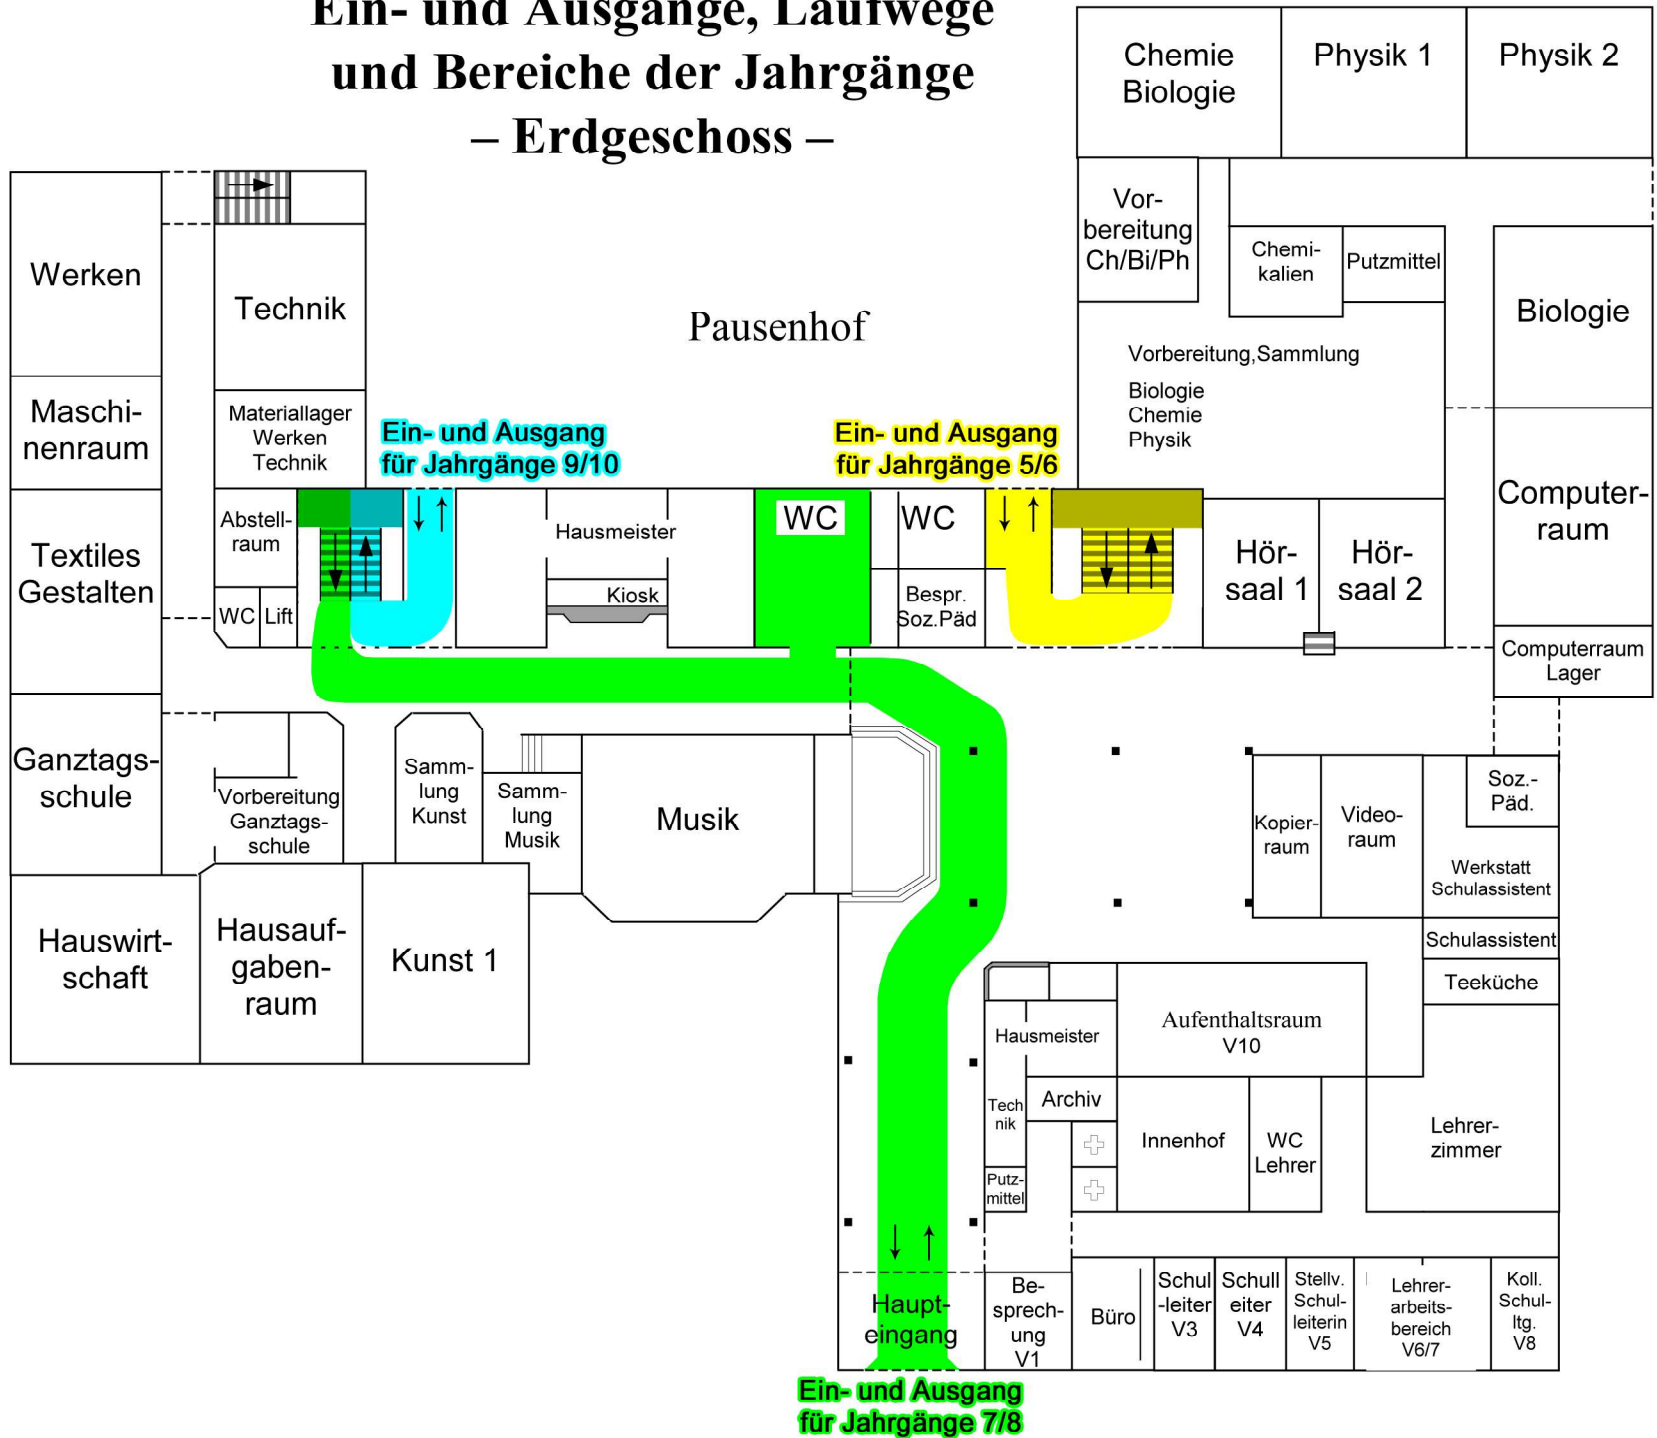 Ein- und Ausgänge, Laufwege
und Bereiche der Jahrgänge
– Erdgeschoss –
Chemie
Biologie
Physik 1
Physik 2
Vor-
bereitung
Ch/Bi/Ph
Chemi-
kalien
Putzmittel
Biologie
Werken
Technik
Pausenhof
Vorbereitung,Sammlung
Biologie
Chemie
Physik
Maschi-
nenraum
Materiallager
Werken
Technik
Ein- und Ausgang
für Jahrgänge 9/10
Ein- und Ausgang
für Jahrgänge 5/6
Computer-
raum
Textiles
Gestalten
Abstell-
raum
WC
Lift
Hausmeister
Kiosk
WC
WC
Bespr.
Soz.Päd
Hör-
saal 1
Hör-
saal 2
Computerraum
Lager
Ganztags-
schule
Vorbereitung
Ganztags-
schule
Samm-
lung
Kunst
Samm-
lung
Musik
Musik
Kopier-
raum
Video-
raum
Soz.-
Päd.
Werkstatt
Schulassistent
Schulassistent
Teeküche
Hauswirt-
schaft
Hausauf-
gaben-
raum
Kunst 1
Hausmeister
Aufenthaltsraum
V10
Tech
nik
Archiv
Innenhof
WC
Lehrer
Lehrer-
zimmer
Putz-
mittel
Haupt-
eingang
Be-
sprech-
ung
V1
Büro
Schul
-leiter
V3
Schull
eiter
V4
Stellv.
Schul-
leiterin
V5
Lehrer-
arbeits-
bereich
V6/7
Koll.
Schul-
ltg.
V8
Ein- und Ausgang
für Jahrgänge 7/8